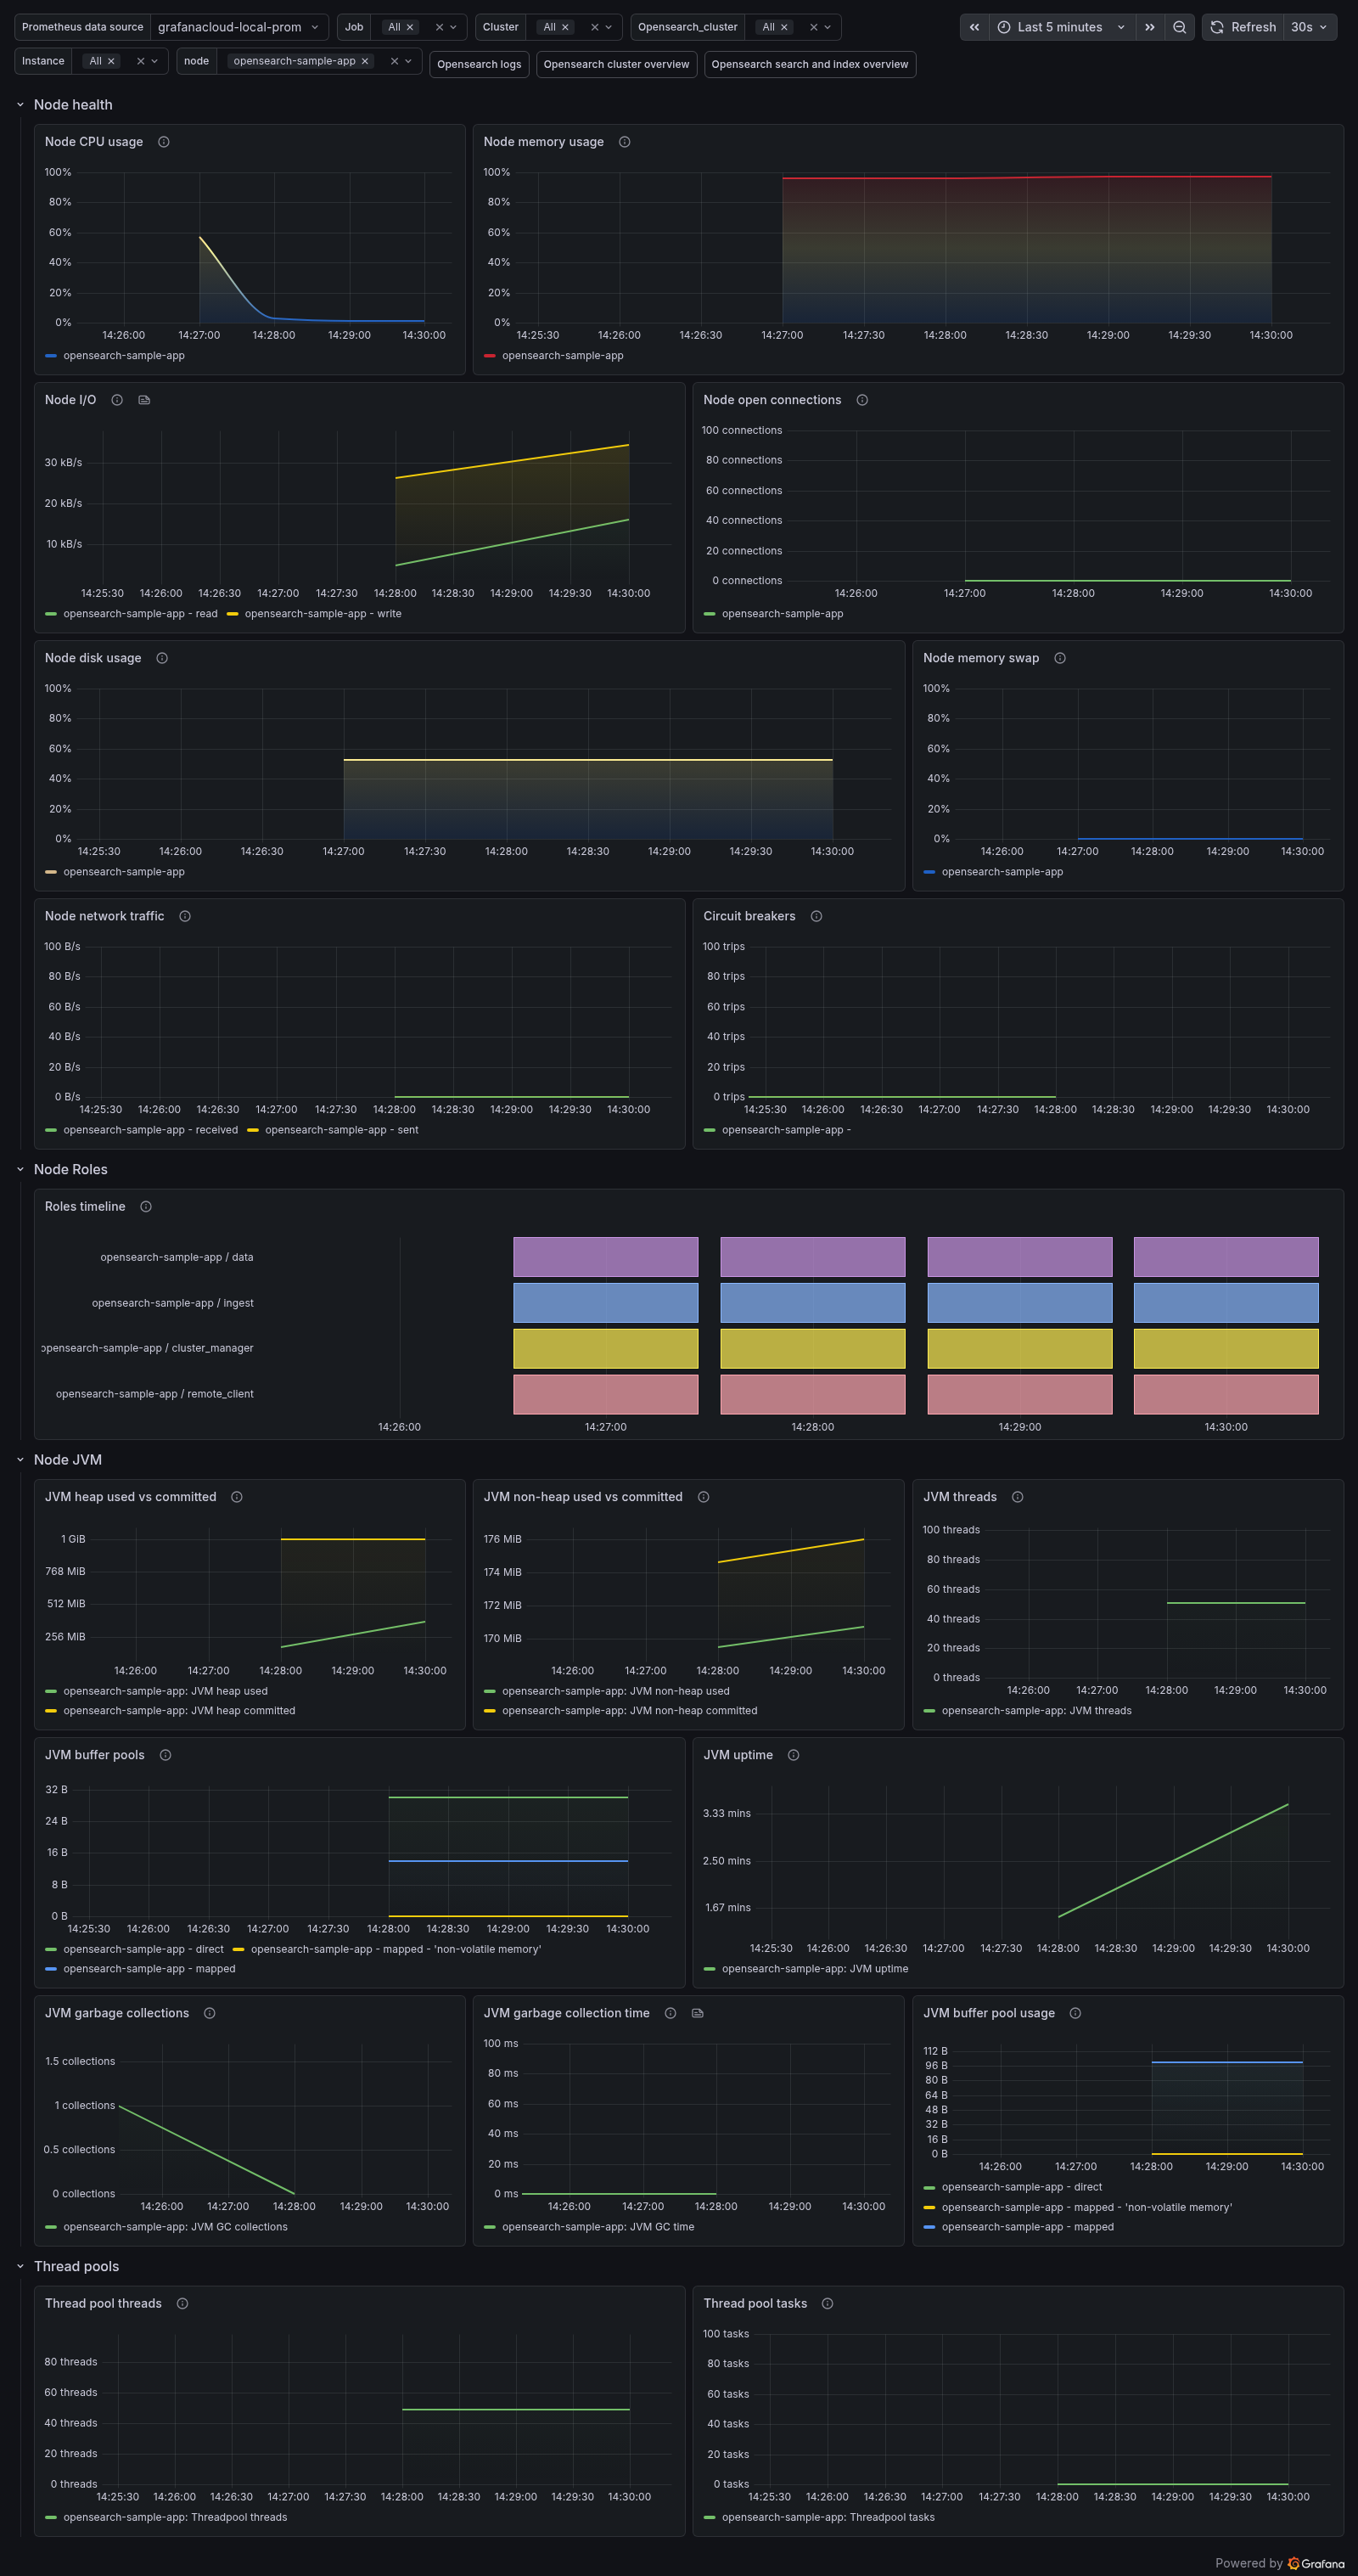 Prometheus data source grafanacloud-local-prom Job All Cluster All Opensearch_cluster All Last 5 minutes Refresh 30s
Instance All node opensearch-sample-app Opensearch logs Opensearch cluster overview Opensearch search and index overview
Node health
Node CPU usage
100%
80%
60%
40%
20%
0%
14:26:00 14:27:00 14:28:00 14:29:00 14:30:00
opensearch-sample-app
Node memory usage
100%
80%
60%
40%
20%
0%
14:25:30 14:26:00 14:26:30 14:27:00 14:27:30 14:28:00 14:28:30 14:29:00 14:29:30 14:30:00
opensearch-sample-app
Node I/O
30 kB/s
20 kB/s
10 kB/s
14:25:30 14:26:00 14:26:30 14:27:00 14:27:30 14:28:00 14:28:30 14:29:00 14:29:30 14:30:00
opensearch-sample-app - read opensearch-sample-app - write
Node open connections
100 connections
80 connections
60 connections
40 connections
20 connections
0 connections
14:26:00 14:27:00 14:28:00 14:29:00 14:30:00
opensearch-sample-app
Node disk usage
100%
80%
60%
40%
20%
0%
14:25:30 14:26:00 14:26:30 14:27:00 14:27:30 14:28:00 14:28:30 14:29:00 14:29:30 14:30:00
opensearch-sample-app
Node memory swap
100%
80%
60%
40%
20%
0%
14:26:00 14:27:00 14:28:00 14:29:00 14:30:00
opensearch-sample-app
Node network traffic
100 B/s
80 B/s
60 B/s
40 B/s
20 B/s
0 B/s
14:25:30 14:26:00 14:26:30 14:27:00 14:27:30 14:28:00 14:28:30 14:29:00 14:29:30 14:30:00
opensearch-sample-app - received opensearch-sample-app - sent
Circuit breakers
100 trips
80 trips
60 trips
40 trips
20 trips
0 trips
14:25:30 14:26:00 14:26:30 14:27:00 14:27:30 14:28:00 14:28:30 14:29:00 14:29:30 14:30:00
opensearch-sample-app -
Node Roles
Roles timeline
opensearch-sample-app / data
opensearch-sample-app / ingest
opensearch-sample-app / cluster_manager
opensearch-sample-app / remote_client
14:26:00 14:27:00 14:28:00 14:29:00 14:30:00
Node JVM
JVM heap used vs committed
1 GiB
768 MiB
512 MiB
256 MiB
14:26:00 14:27:00 14:28:00 14:29:00 14:30:00
opensearch-sample-app: JVM heap used
opensearch-sample-app: JVM heap committed
JVM non-heap used vs committed
176 MiB
174 MiB
172 MiB
170 MiB
14:26:00 14:27:00 14:28:00 14:29:00 14:30:00
opensearch-sample-app: JVM non-heap used
opensearch-sample-app: JVM non-heap committed
JVM threads
100 threads
80 threads
60 threads
40 threads
20 threads
0 threads
14:26:00 14:27:00 14:28:00 14:29:00 14:30:00
opensearch-sample-app: JVM threads
JVM buffer pools
32 B
24 B
16 B
8 B
0 B
14:25:30 14:26:00 14:26:30 14:27:00 14:27:30 14:28:00 14:28:30 14:29:00 14:29:30 14:30:00
opensearch-sample-app - direct opensearch-sample-app - mapped - 'non-volatile memory'
opensearch-sample-app - mapped
JVM uptime
3.33 mins
2.50 mins
1.67 mins
14:25:30 14:26:00 14:26:30 14:27:00 14:27:30 14:28:00 14:28:30 14:29:00 14:29:30 14:30:00
opensearch-sample-app: JVM uptime
JVM garbage collections
1.5 collections
1 collections
0.5 collections
0 collections
14:26:00 14:27:00 14:28:00 14:29:00 14:30:00
opensearch-sample-app: JVM GC collections
JVM garbage collection time
100 ms
80 ms
60 ms
40 ms
20 ms
0 ms
14:26:00 14:27:00 14:28:00 14:29:00 14:30:00
opensearch-sample-app: JVM GC time
JVM buffer pool usage
112 B
96 B
80 B
64 B
48 B
32 B
16 B
0 B
14:26:00 14:27:00 14:28:00 14:29:00 14:30:00
opensearch-sample-app - direct
opensearch-sample-app - mapped - 'non-volatile memory'
opensearch-sample-app - mapped
Thread pools
Thread pool threads
80 threads
60 threads
40 threads
20 threads
0 threads
14:25:30 14:26:00 14:26:30 14:27:00 14:27:30 14:28:00 14:28:30 14:29:00 14:29:30 14:30:00
opensearch-sample-app: Threadpool threads
Thread pool tasks
100 tasks
80 tasks
60 tasks
40 tasks
20 tasks
0 tasks
14:25:30 14:26:00 14:26:30 14:27:00 14:27:30 14:28:00 14:28:30 14:29:00 14:29:30 14:30:00
opensearch-sample-app: Threadpool tasks
Powered by Grafana